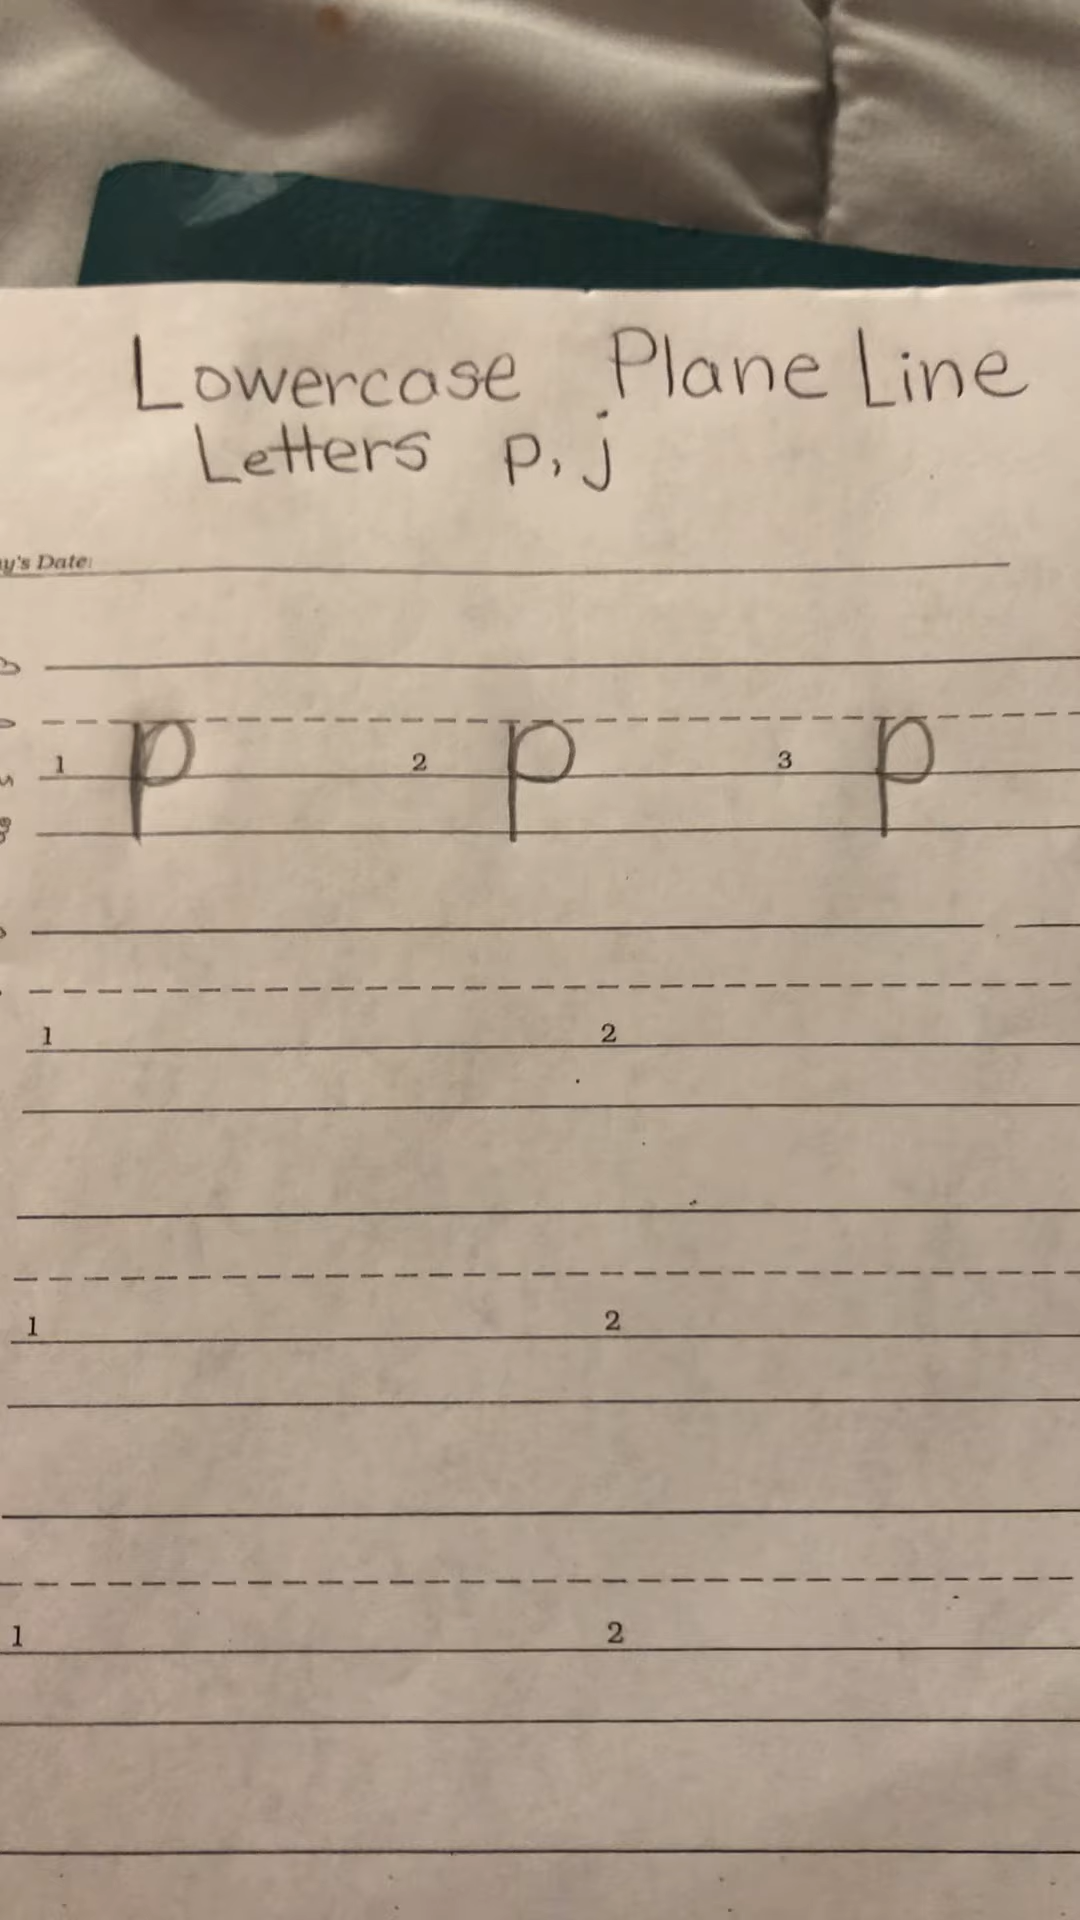 Lowercase Plane Line
Letters p, j
y's Date:
1 p 2 p 3 p
1 2
1 2
1 2